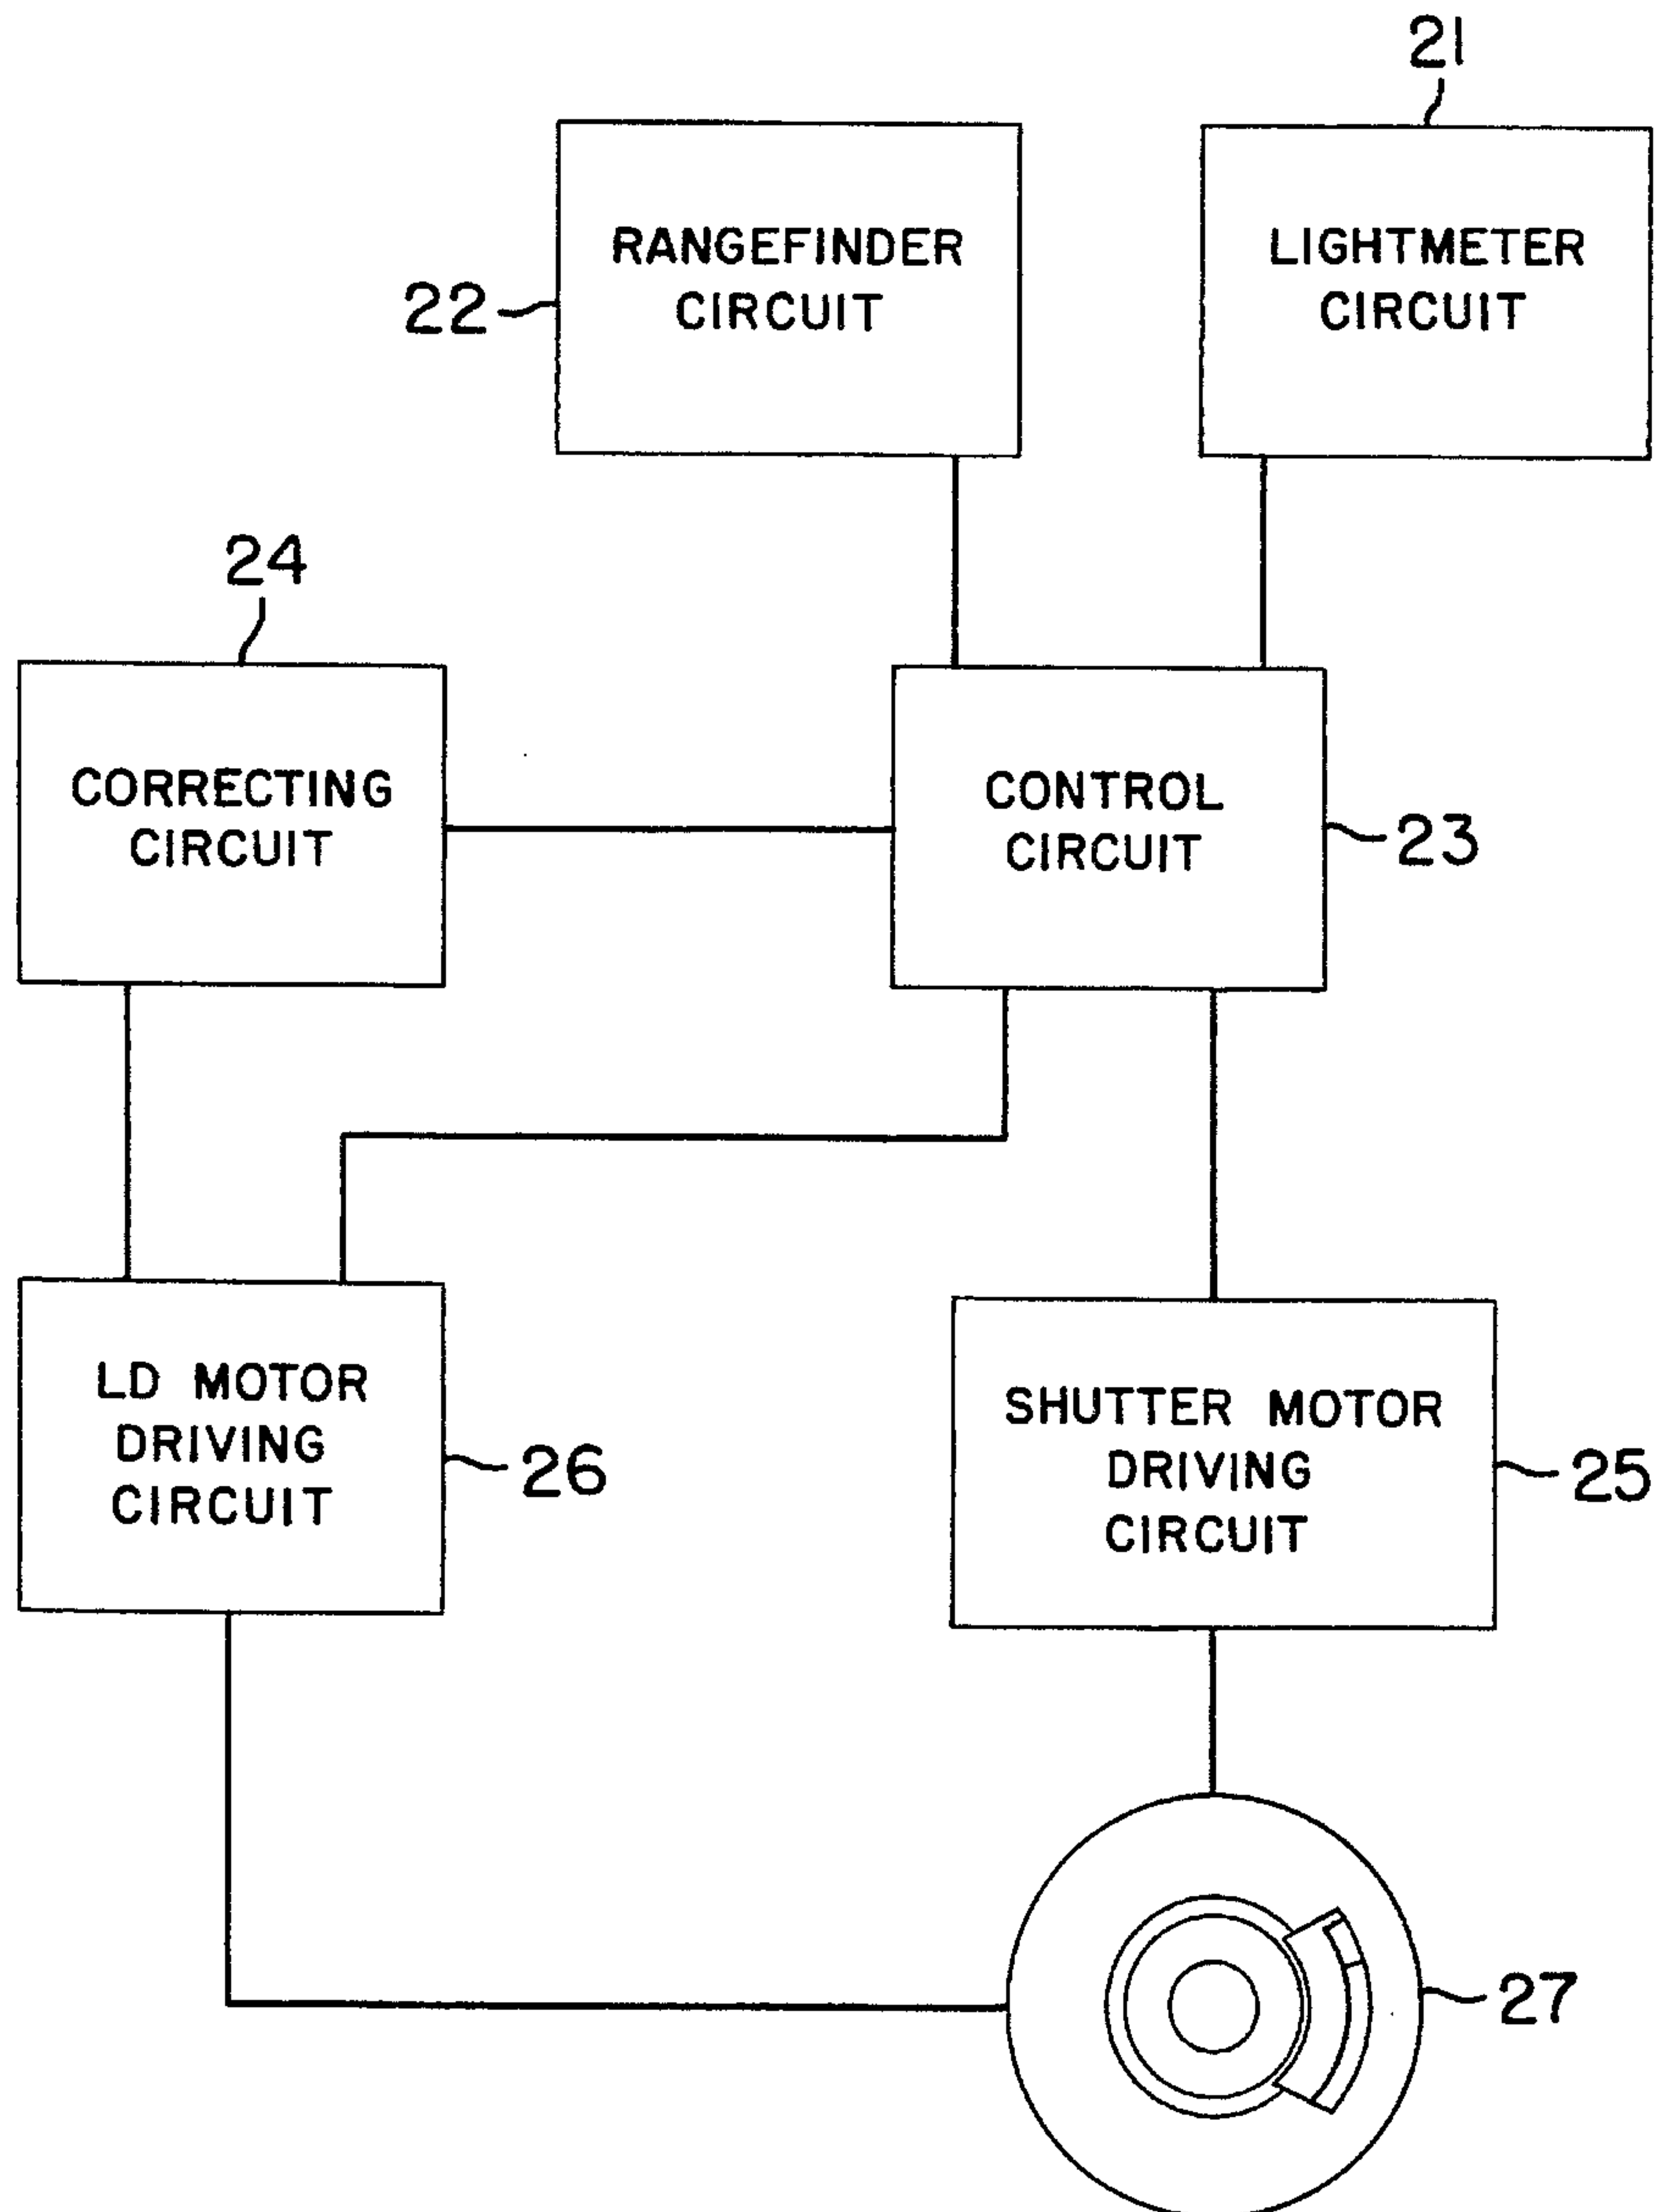 21
RANGEFINDER
CIRCUIT
22
LIGHTMETER
CIRCUIT
24
CORRECTING
CIRCUIT
CONTROL
CIRCUIT
23
LD MOTOR
DRIVING
CIRCUIT
26
SHUTTER MOTOR
DRIVING
CIRCUIT
25
27